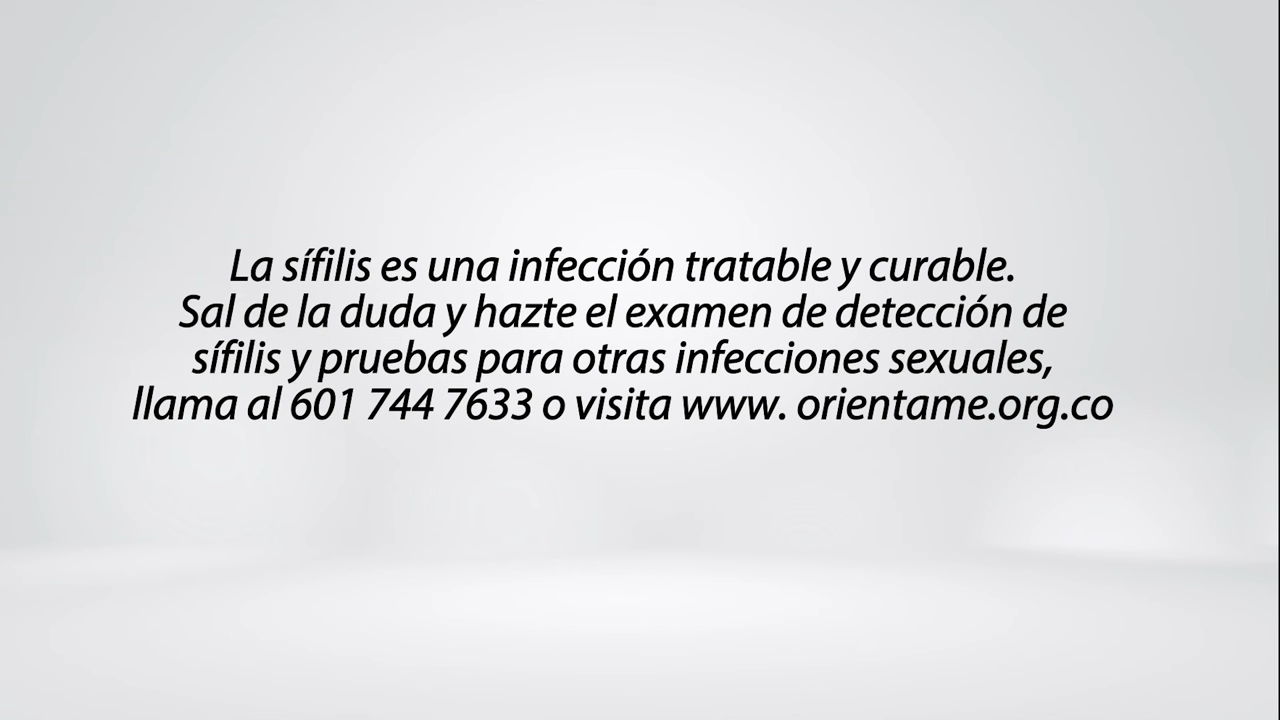 La sífilis es una infección tratable y curable.
Sal de la duda y hazte el examen de detección de
sífilis y pruebas para otras infecciones sexuales,
llama al 601 744 7633 o visita www. orientame.org.co